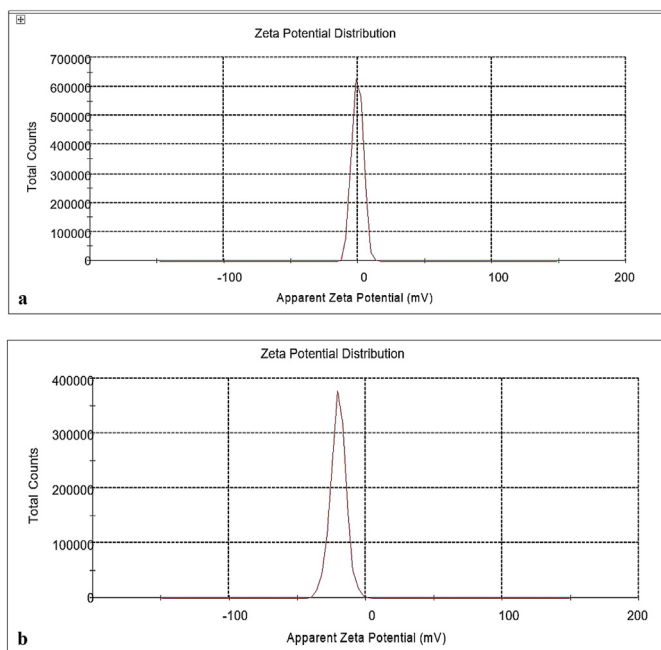 Zeta Potential Distribution
700000
600000
500000
400000
300000
200000
100000
0
Total Counts
-100 0 100 200
Apparent Zeta Potential (mV)
a
Zeta Potential Distribution
400000
300000
200000
100000
0
Total Counts
-100 0 100 200
Apparent Zeta Potential (mV)
b